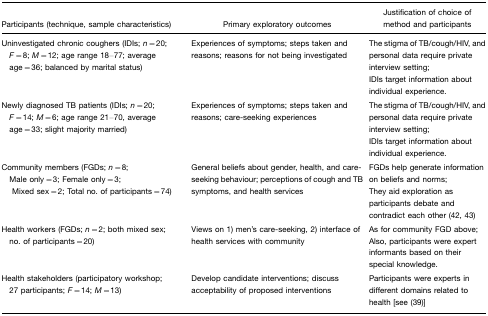 Participants (technique, sample characteristics)
Primary exploratory outcomes
Justification of choice of
method and participants
Uninvestigated chronic coughers (IDIs; n=20;
F=8; M=12; age range 18–77; average
age=36; balanced by marital status)
Experiences of symptoms; steps taken and
reasons; reasons for not being investigated
The stigma of TB/cough/HIV, and
personal data require private
interview setting;
IDIs target information about
individual experience.
Newly diagnosed TB patients (IDIs; n=20;
F=14; M=6; age range 21–70, average
age=33; slight majority married)
Experiences of symptoms; steps taken and
reasons; care-seeking experiences
The stigma of TB/cough/HIV, and
personal data require private
interview setting;
IDIs target information about
individual experience.
Community members (FGDs; n=8;
Male only=3; Female only=3;
Mixed sex=2; Total no. of participants=74)
General beliefs about gender, health, and care-
seeking behaviour; perceptions of cough and TB
symptoms, and health services
FGDs help generate information
on beliefs and norms;
They aid exploration as
participants debate and
contradict each other (42, 43)
Health workers (FGDs; n=2; both mixed sex;
no. of participants=20)
Views on 1) men's care-seeking, 2) interface of
health services with community
As for community FGD above;
Also, participants were expert
informants based on their
special knowledge.
Health stakeholders (participatory workshop;
27 participants; F=14; M=13)
Develop candidate interventions; discuss
acceptability of proposed interventions
Participants were experts in
different domains related to
health [see (39)]